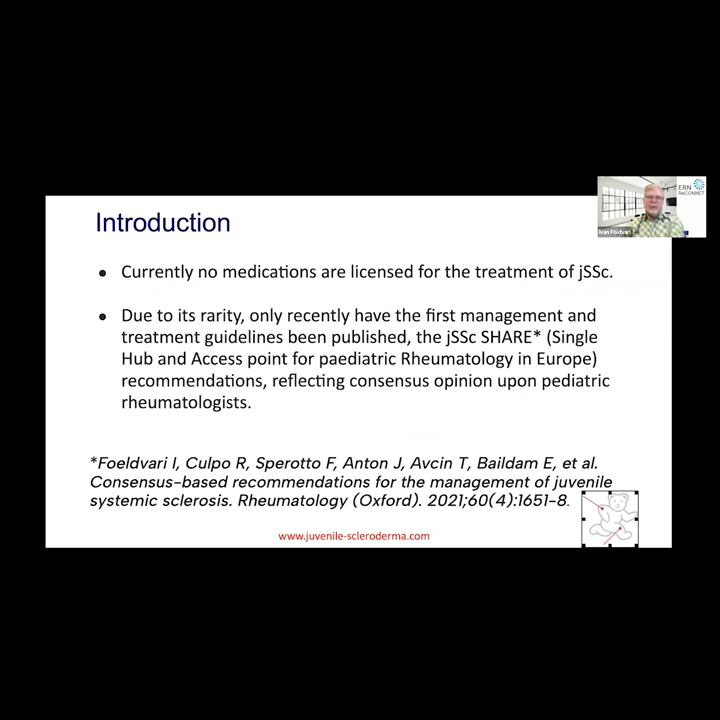 Introduction
ERN
ReCONNET
Ivan Foeldvari
• Currently no medications are licensed for the treatment of jSSc.
• Due to its rarity, only recently have the first management and
treatment guidelines been published, the jSSc SHARE* (Single
Hub and Access point for paediatric Rheumatology in Europe)
recommendations, reflecting consensus opinion upon pediatric
rheumatologists.
*Foeldvari I, Culpo R, Sperotto F, Anton J, Avcin T, Baildam E, et al.
Consensus-based recommendations for the management of juvenile
systemic sclerosis. Rheumatology (Oxford). 2021;60(4):1651-8.
www.juvenile-scleroderma.com